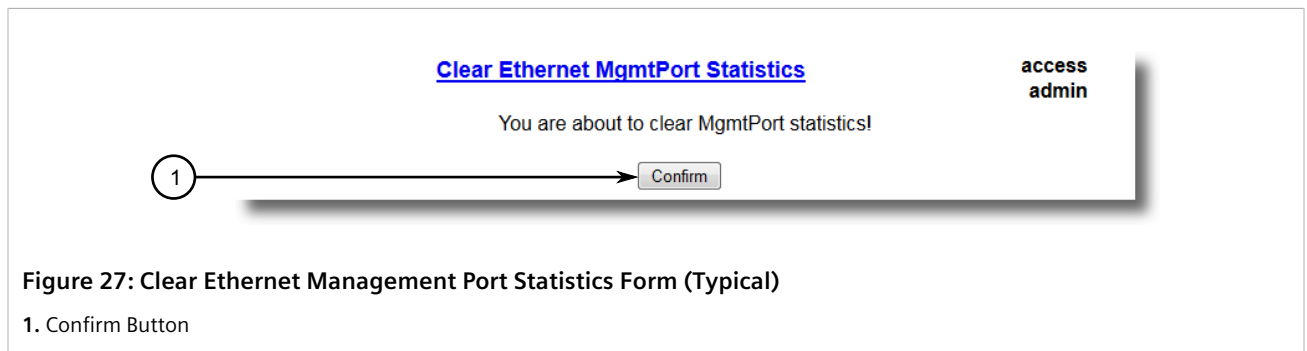 Clear Ethernet MgmtPort Statistics
access
admin
You are about to clear MgmtPort statistics!
1
Confirm
Figure 27: Clear Ethernet Management Port Statistics Form (Typical)
1. Confirm Button